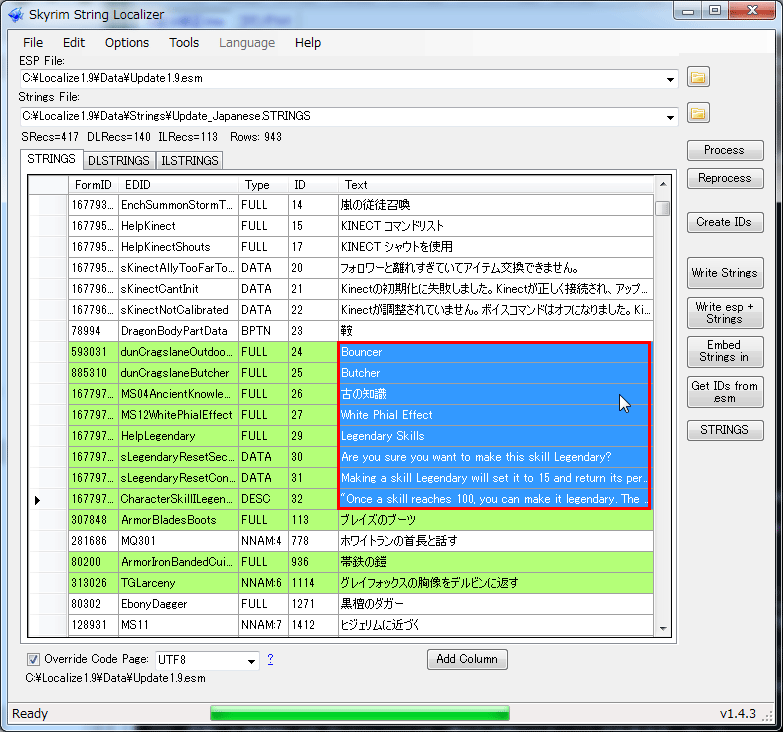 Skyrim String Localizer
File Edit Options Tools Language Help
ESP File:
C:¥Localize1.9¥Data¥Update1.9.esm
Strings File:
C:¥Localize1.9¥Data¥Strings¥Update_Japanese.STRINGS
SRecs=417 DLRecs=140 ILRecs=113 Rows: 943
STRINGS DLSTRINGS ILSTRINGS
FormID EDID Type ID Text
167793... EnchSummonStormT... FULL 14 嵐の従徒召喚
167795... HelpKinect FULL 15 KINECT コマンドリスト
167795... HelpKinectShouts FULL 17 KINECT シャウトを使用
167795... sKinectAllyTooFarTo... DATA 20 フォロワーと離れすぎていてアイテム交換できません。
167796... sKinectCantInit DATA 21 Kinectの初期化に失敗しました。Kinectが正しく接続され、アップ...
167796... sKinectNotCalibrated DATA 22 Kinectが調整されていません。ボイスコマンドはオフになりました。Ki...
78994 DragonBodyPartData BPTN 23 鞍
593031 dunCragslaneOutdoo... FULL 24 Bouncer
885310 dunCragslaneButcher FULL 25 Butcher
167797... MS04AncientKnowle... FULL 26 古の知識
167797... MS12WhitePhialEffect FULL 27 White Phial Effect
167797... HelpLegendary FULL 29 Legendary Skills
167797... sLegendaryResetSec... DATA 30 Are you sure you want to make this skill Legendary?
167797... sLegendaryResetCon... DATA 31 Making a skill Legendary will set it to 15 and return its per...
167797... CharacterSkillILegen... DESC 32 "Once a skill reaches 100, you can make it legendary. The ...
307848 ArmorBladesBoots FULL 113 ブレイズのブーツ
281686 MQ301 NNAM:4 778 ホワイトランの首長と話す
80200 ArmorIronBandedCui... FULL 936 帯鉄の鎧
313026 TGLarceny NNAM:6 1114 グレイフォックスの胸像をデルビンに返す
80302 EbonyDagger FULL 1271 黒檀のダガー
128931 MS11 NNAM:7 1412 ヒジェリムに近づく
Process
Reprocess
Create IDs
Write Strings
Write esp +
Strings
Embed
Strings in
Get IDs from
.esm
STRINGS
Override Code Page: UTF8 ? Add Column
C:¥Localize1.9¥Data¥Update1.9.esm
Ready v1.4.3